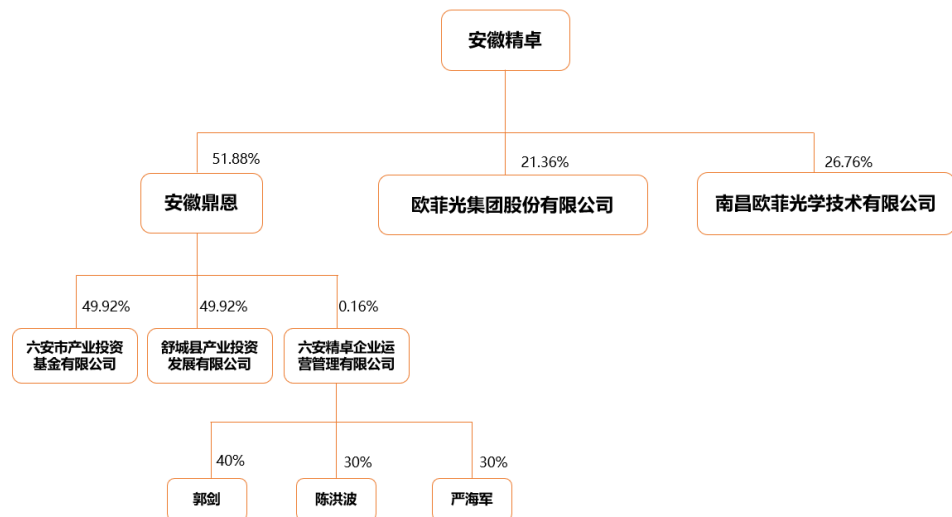 安徽精卓
51.88%
21.36%
26.76%
安徽鼎恩
欧菲光集团股份有限公司
南昌欧菲光学技术有限公司
49.92%
49.92%
0.16%
六安市产业投资
基金有限公司
舒城县产业投资
发展有限公司
六安精卓企业运
营管理有限公司
40%
30%
30%
郭剑
陈洪波
严海军